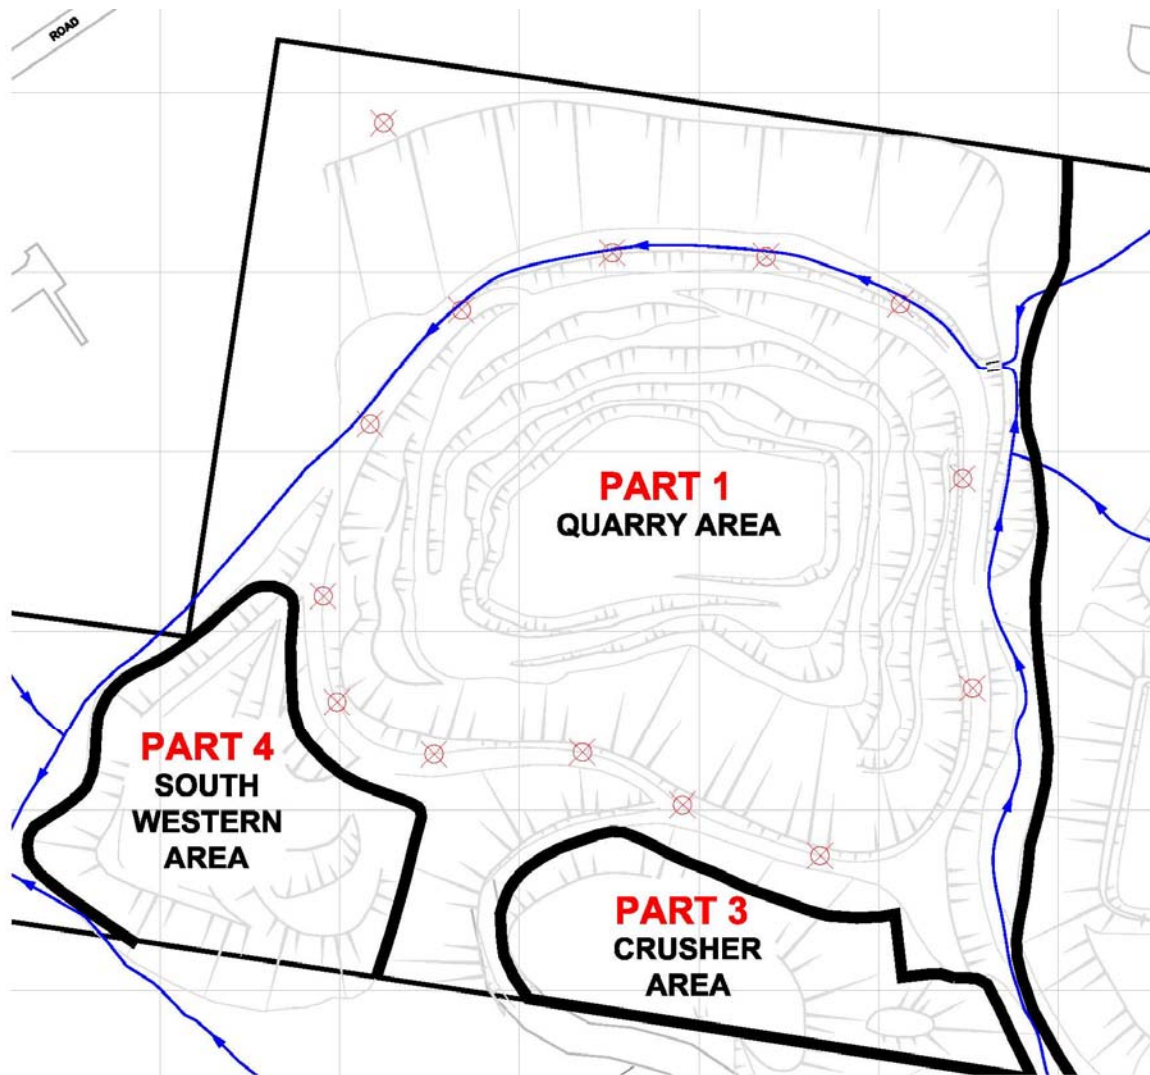 ROAD
PART 1
QUARRY AREA
PART 4
SOUTH
WESTERN
AREA
PART 3
CRUSHER
AREA